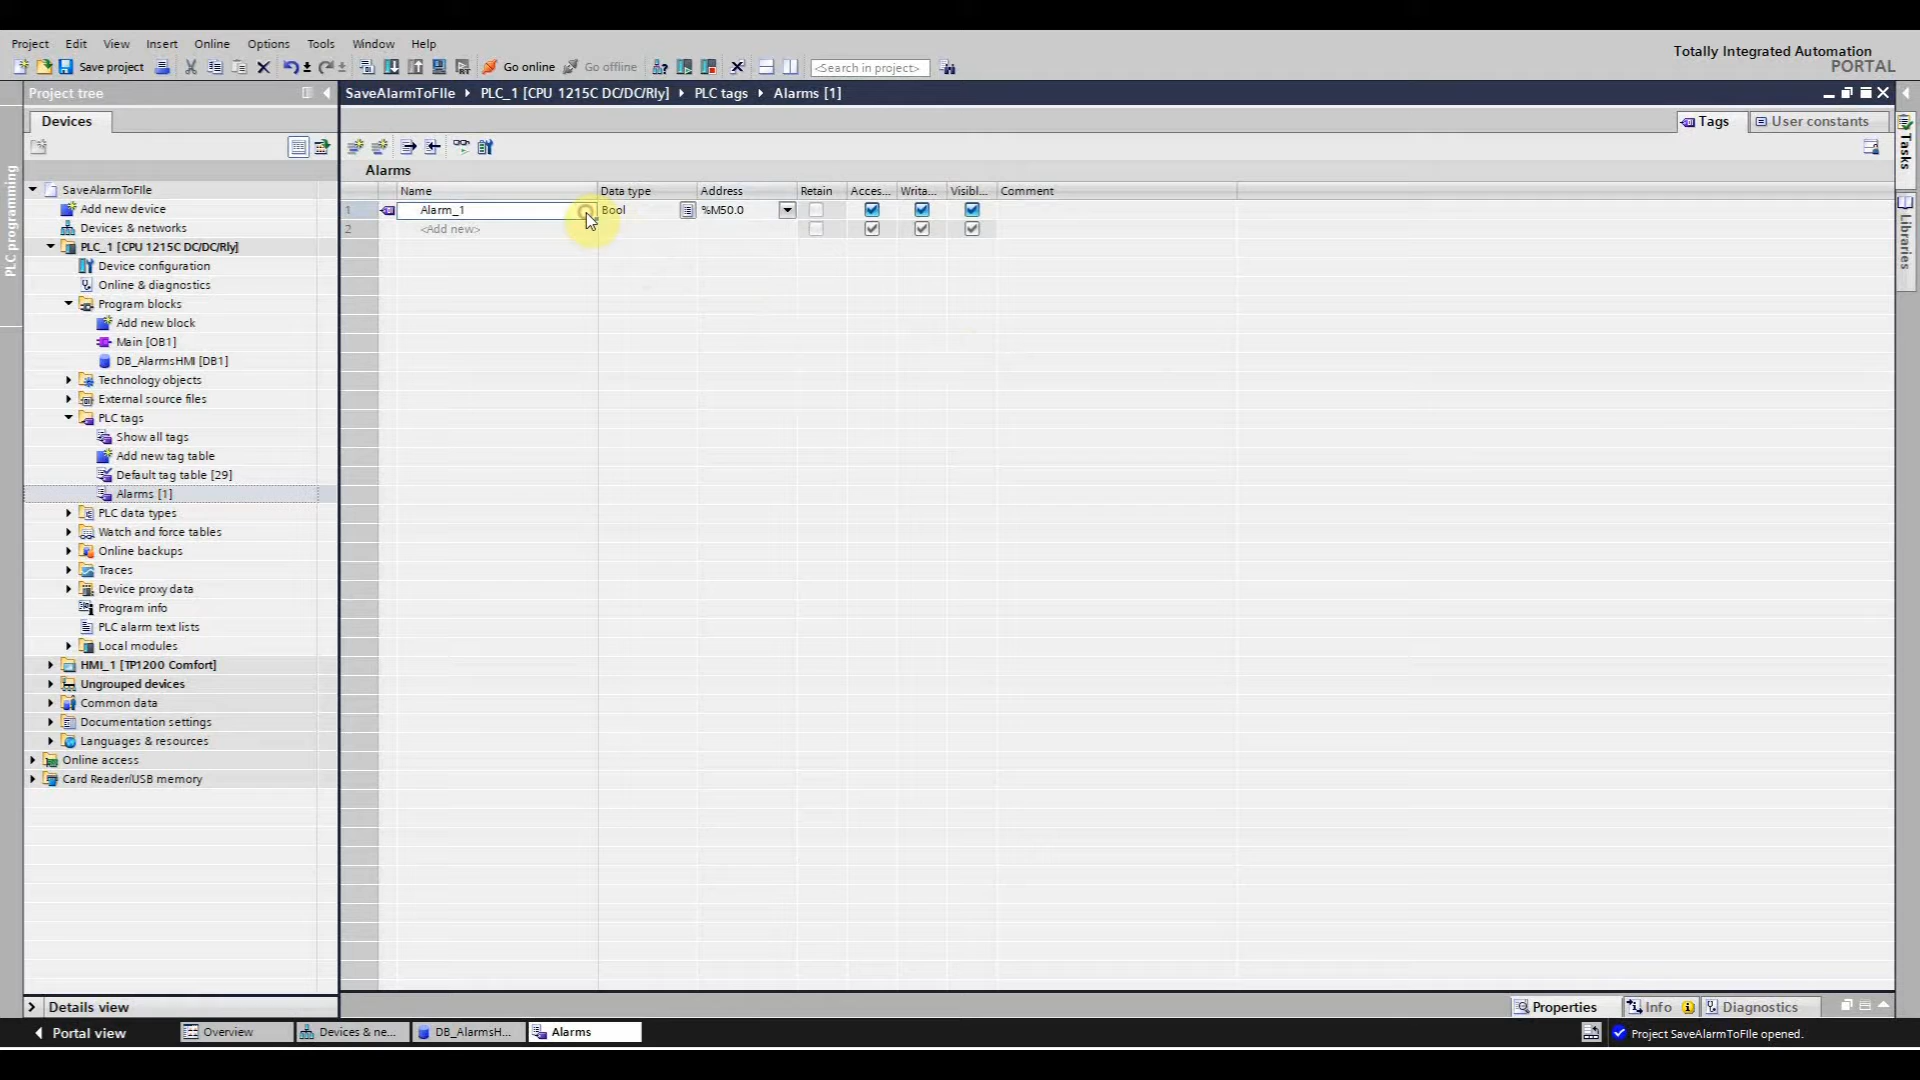 Project Edit View Insert Online Options Tools Window Help
Totally Integrated Automation
PORTAL
Save project Go online Go offline <Search in project>
Project tree
SaveAlarmToFIle PLC_1 [CPU 1215C DC/DC/Rly] PLC tags Alarms [1]
Devices
Tags User constants
Alarms
Name Data type Address Retain Acces... Writa... Visibl... Comment
1 Alarm_1 Bool %M50.0
2 <Add new>
SaveAlarmToFIle
Add new device
Devices & networks
PLC_1 [CPU 1215C DC/DC/Rly]
Device configuration
Online & diagnostics
Program blocks
Add new block
Main [OB1]
DB_AlarmsHMI [DB1]
Technology objects
External source files
PLC tags
Show all tags
Add new tag table
Default tag table [29]
Alarms [1]
PLC data types
Watch and force tables
Online backups
Traces
Device proxy data
Program info
PLC alarm text lists
Local modules
HMI_1 [TP1200 Comfort]
Ungrouped devices
Common data
Documentation settings
Languages & resources
Online access
Card Reader/USB memory
PLC programming
Tasks
Libraries
Details view
Properties Info Diagnostics
Portal view Overview Devices & ne... DB_AlarmsH... Alarms
Project SaveAlarmToFIle opened.